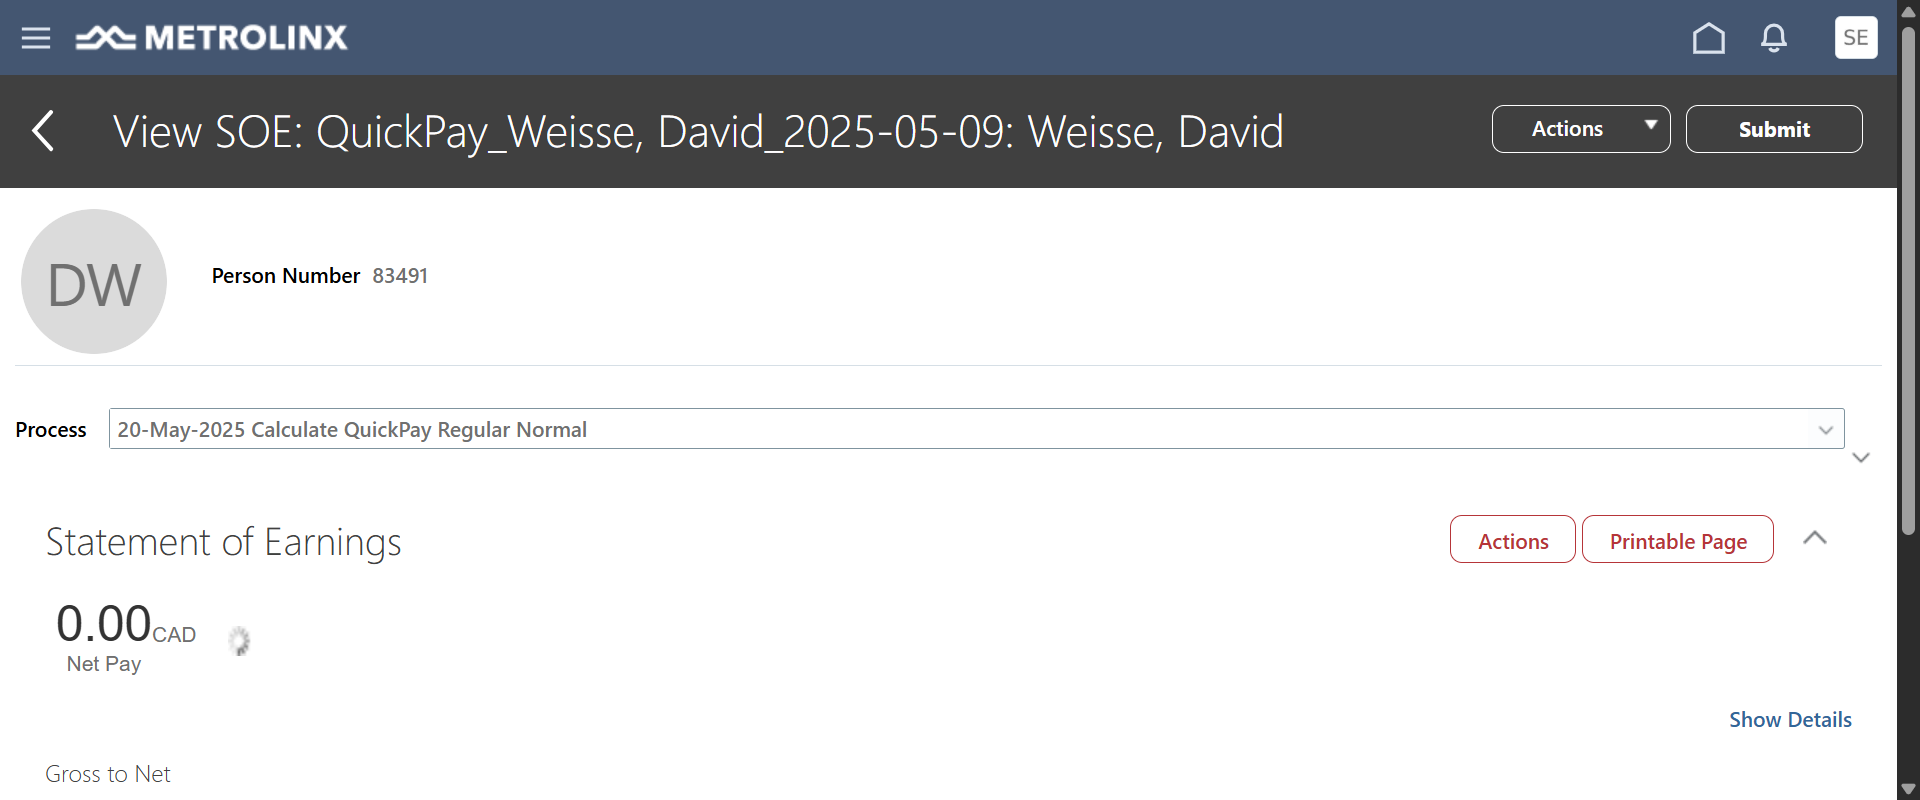 METROLINX
SE
View SOE: QuickPay_Weisse, David_2025-05-09: Weisse, David
Actions
Submit
DW
Person Number 83491
Process 20-May-2025 Calculate QuickPay Regular Normal
Statement of Earnings
Actions
Printable Page
0.00CAD
Net Pay
Show Details
Gross to Net